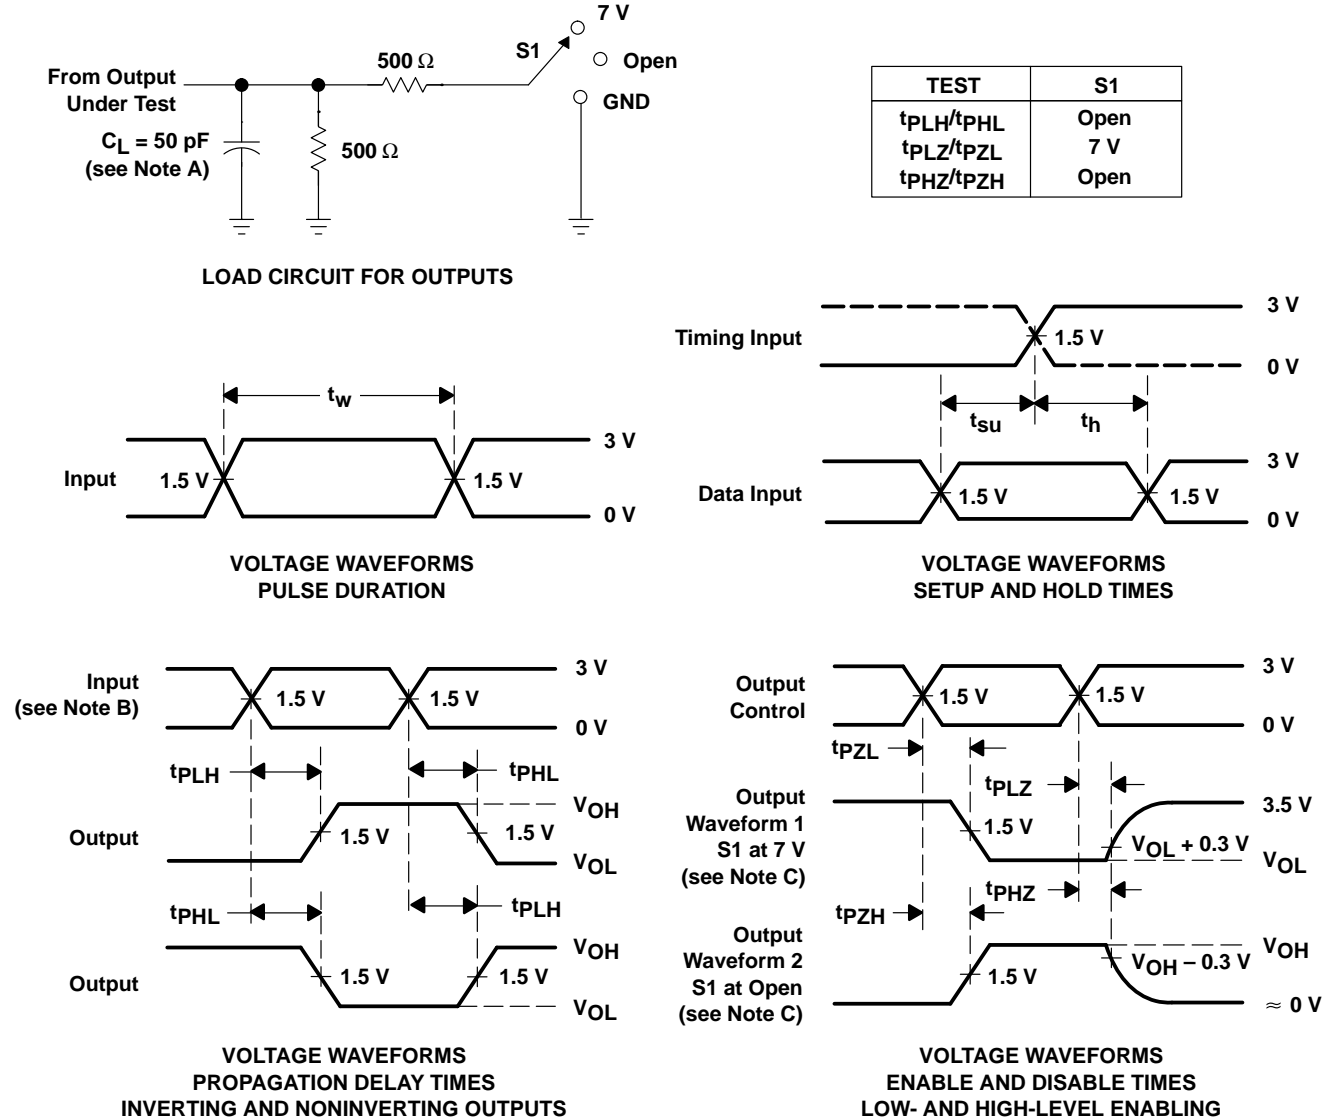 7 V
S1
Open
GND
500 Ω
From Output
Under Test
CL = 50 pF
(see Note A)
500 Ω
LOAD CIRCUIT FOR OUTPUTS
TEST S1
tPLH/tPHL Open
tPLZ/tPZL 7 V
tPHZ/tPZH Open
tw
Input
1.5 V
1.5 V
3 V
0 V
VOLTAGE WAVEFORMS
PULSE DURATION
Timing Input
1.5 V
3 V
0 V
tsu
th
Data Input
1.5 V
1.5 V
3 V
0 V
VOLTAGE WAVEFORMS
SETUP AND HOLD TIMES
Input
(see Note B)
1.5 V
1.5 V
3 V
0 V
tPLH
tPHL
Output
1.5 V
1.5 V
VOH
VOL
tPHL
tPLH
Output
1.5 V
1.5 V
VOH
VOL
VOLTAGE WAVEFORMS
PROPAGATION DELAY TIMES
INVERTING AND NONINVERTING OUTPUTS
Output
Control
1.5 V
1.5 V
3 V
0 V
tPZL
tPLZ
Output
Waveform 1
S1 at 7 V
(see Note C)
1.5 V
VOL + 0.3 V
3.5 V
VOL
tPZH
tPHZ
Output
Waveform 2
S1 at Open
(see Note C)
1.5 V
VOH – 0.3 V
VOH
≈ 0 V
VOLTAGE WAVEFORMS
ENABLE AND DISABLE TIMES
LOW- AND HIGH-LEVEL ENABLING